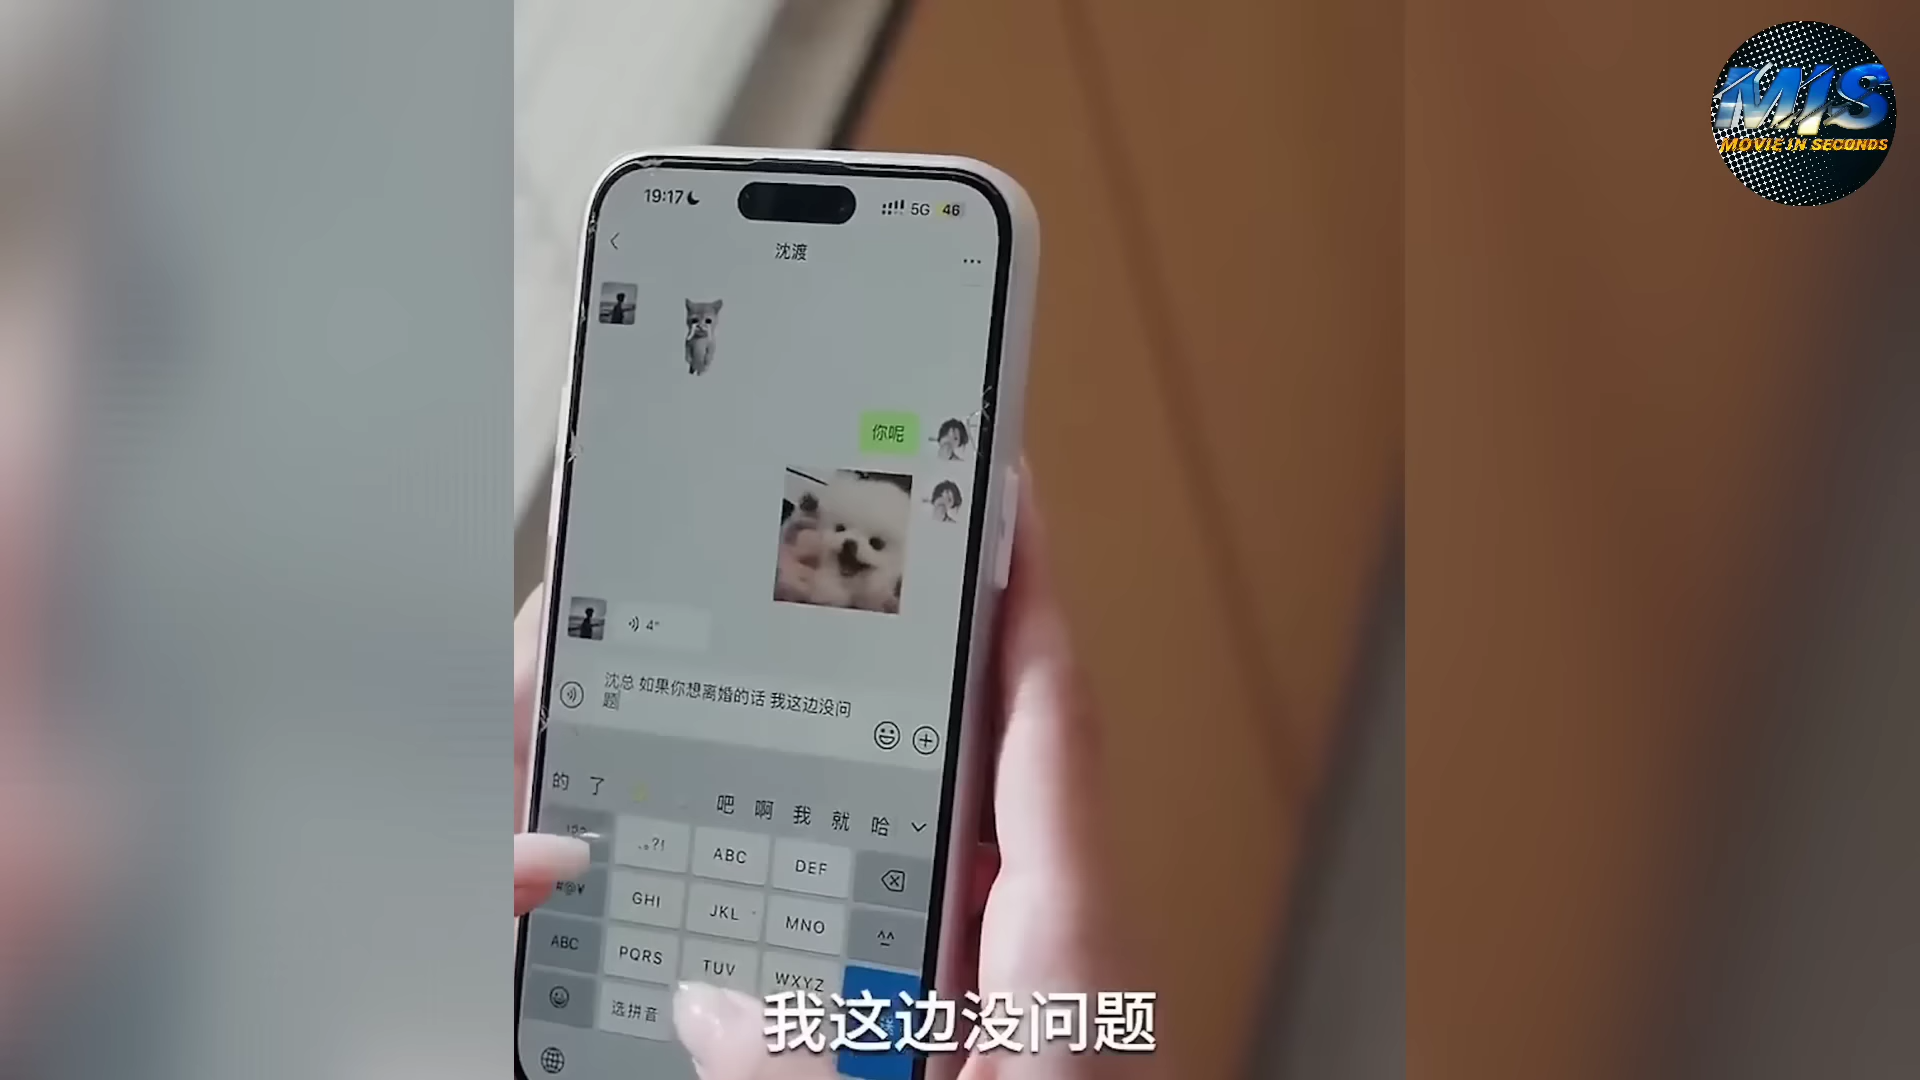 MIS
MOVIE IN SECONDS
19:17
5G 46
沈渡
你呢
4"
沈总 如果你想离婚的话 我这边没问
题
的 了 吧 啊 我 就 哈
.,?! ABC DEF
#@¥
GHI JKL MNO ^^
ABC PQRS TUV WXYZ
选拼音
我这边没问题